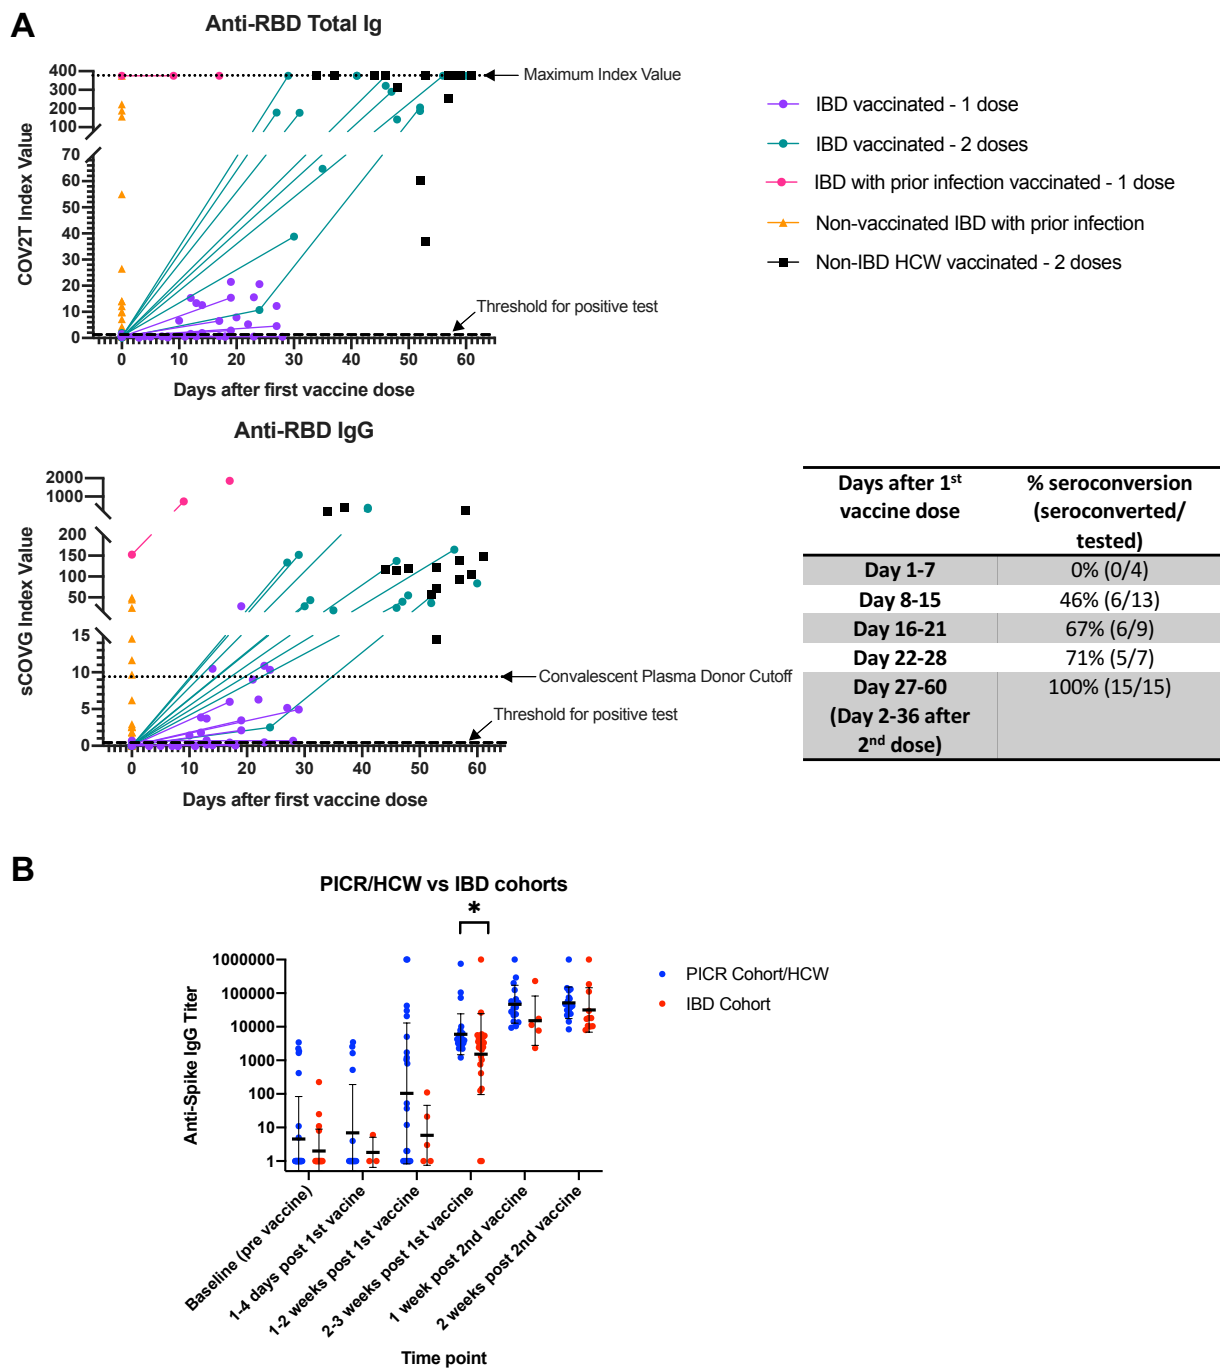 A
Anti-RBD Total Ig
400
300
200
100
70
60
50
40
30
20
10
0
COV2T Index Value
Maximum Index Value
Threshold for positive test
0 10 20 30 40 50 60
Days after first vaccine dose
IBD vaccinated - 1 dose
IBD vaccinated - 2 doses
IBD with prior infection vaccinated - 1 dose
Non-vaccinated IBD with prior infection
Non-IBD HCW vaccinated - 2 doses
Anti-RBD IgG
2000
1000
200
150
100
50
15
10
5
0
sCOVG Index Value
Convalescent Plasma Donor Cutoff
Threshold for positive test
0 10 20 30 40 50 60
Days after first vaccine dose
Days after 1st vaccine dose
% seroconversion (seroconverted/ tested)
Day 1-7 0% (0/4)
Day 8-15 46% (6/13)
Day 16-21 67% (6/9)
Day 22-28 71% (5/7)
Day 27-60 100% (15/15)
(Day 2-36 after
2nd dose)
B
PICR/HCW vs IBD cohorts
*
1000000
100000
10000
1000
100
10
1
Anti-Spike IgG Titer
PICR Cohort/HCW
IBD Cohort
Baseline (pre vaccine)
1-4 days post 1st vacine
1-2 weeks post 1st vaccine
2-3 weeks post 1st vaccine
1 week post 2nd vaccine
2 weeks post 2nd vaccine
Time point